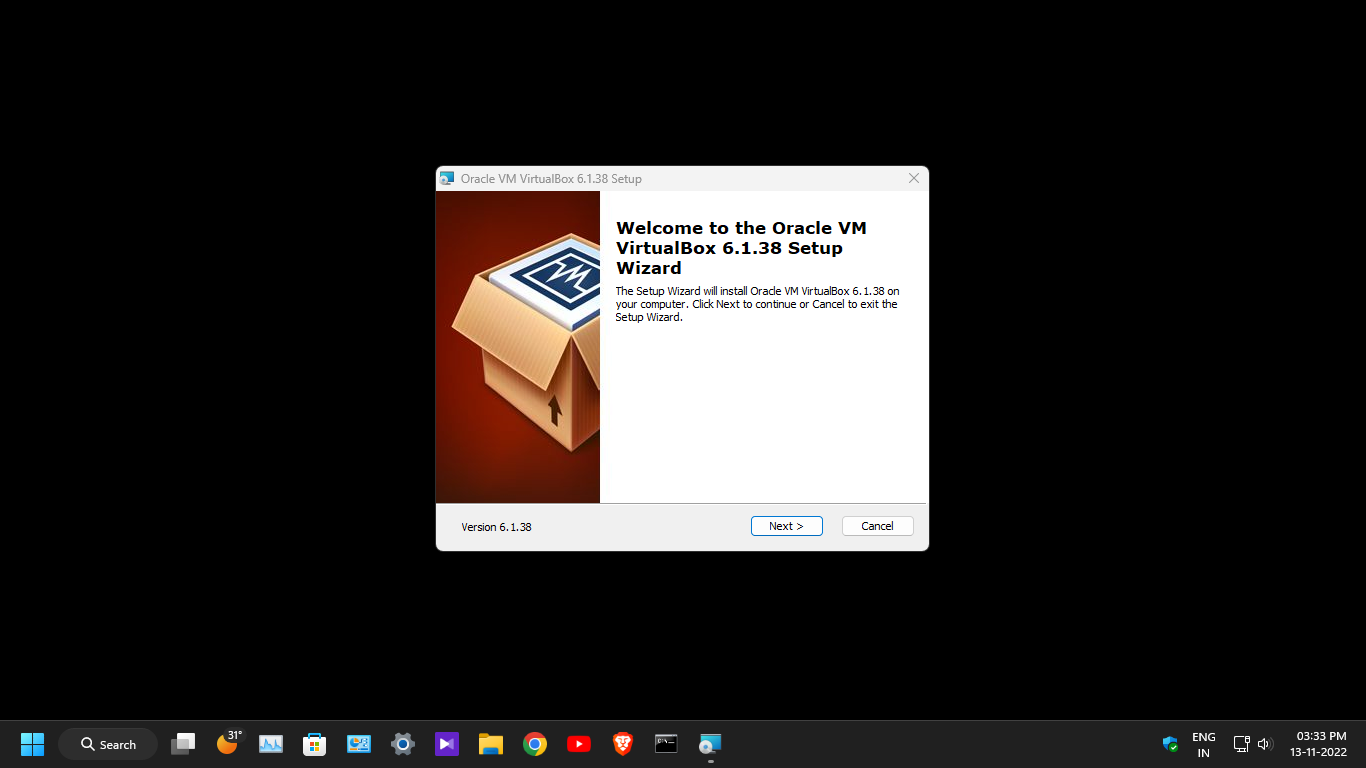 Oracle VM VirtualBox 6.1.38 Setup
Welcome to the Oracle VM
VirtualBox 6.1.38 Setup
Wizard
The Setup Wizard will install Oracle VM VirtualBox 6.1.38 on
your computer. Click Next to continue or Cancel to exit the
Setup Wizard.
Version 6.1.38
Next >
Cancel
Search
31°
ENG
IN
03:33 PM
13-11-2022